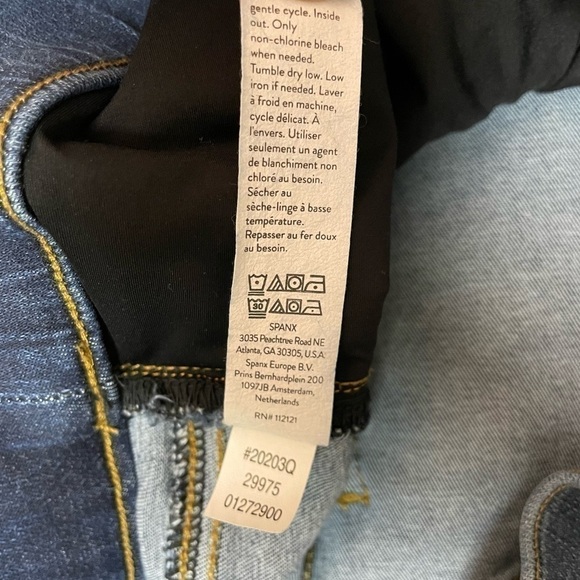 gentle cycle. Inside
out. Only
non-chlorine bleach
when needed.
Tumble dry low. Low
iron if needed. Laver
à froid en machine,
cycle délicat. À
l'envers. Utiliser
seulement un agent
de blanchiment non
chloré au besoin.
Sécher au
sèche-linge à basse
température.
Repasser au fer doux
au besoin.
30
SPANX
3035 Peachtree Road NE
Atlanta, GA 30305, U.S.A.
Spanx Europe B.V.
Prins Bernhardplein 200
1097JB Amsterdam,
Netherlands
RN# 112121
#20203Q
29975
01272900